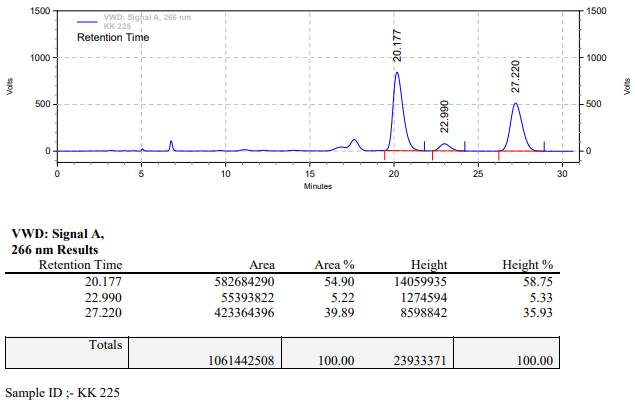 VWD: Signal A, 266 nm
KK 225
Retention Time
1500
1000
500
0
Volts
1500
1000
500
0
Volts
20.177
22.990
27.220
0 5 10 15 20 25 30
Minutes
VWD: Signal A,
266 nm Results
Retention Time Area Area % Height Height %
20.177 582684290 54.90 14059935 58.75
22.990 55393822 5.22 1274594 5.33
27.220 423364396 39.89 8598842 35.93
Totals
1061442508 100.00 23933371 100.00
Sample ID ;- KK 225